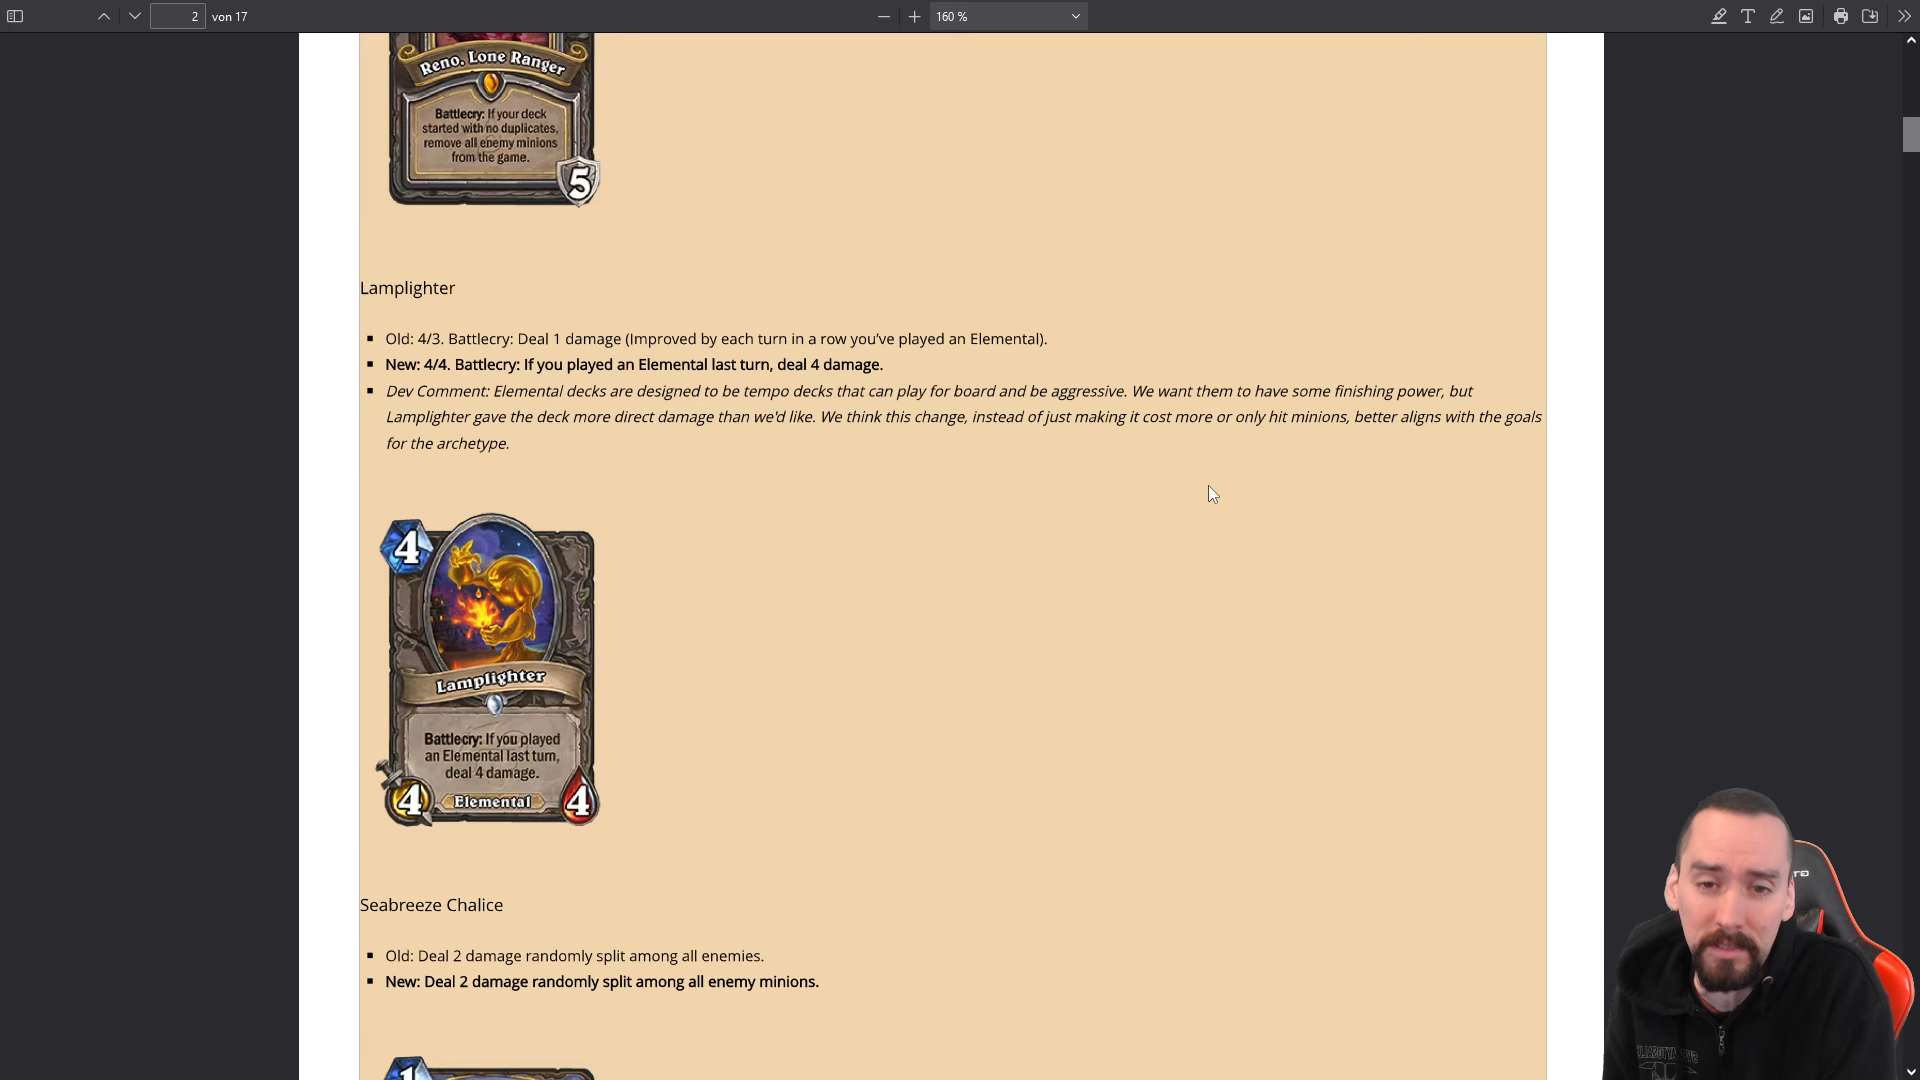 2 von 17
160 %
Reno, Lone Ranger
Battlecry: If your deck
started with no duplicates,
remove all enemy minions
from the game.
5
Lamplighter
▪ Old: 4/3. Battlecry: Deal 1 damage (Improved by each turn in a row you've played an Elemental).
▪ New: 4/4. Battlecry: If you played an Elemental last turn, deal 4 damage.
▪ Dev Comment: Elemental decks are designed to be tempo decks that can play for board and be aggressive. We want them to have some finishing power, but
Lamplighter gave the deck more direct damage than we'd like. We think this change, instead of just making it cost more or only hit minions, better aligns with the goals
for the archetype.
4
Lamplighter
Battlecry: If you played
an Elemental last turn,
deal 4 damage.
4 Elemental 4
Seabreeze Chalice
▪ Old: Deal 2 damage randomly split among all enemies.
▪ New: Deal 2 damage randomly split among all enemy minions.
1